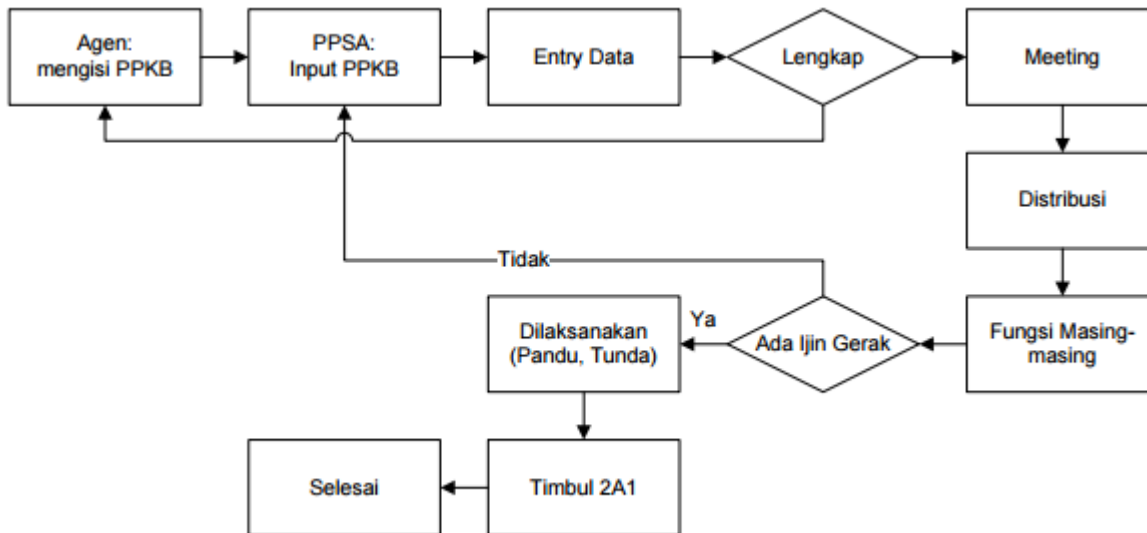 Agen:
mengisi PPKB
PPSA:
Input PPKB
Entry Data
Lengkap
Meeting
Distribusi
Tidak
Dilaksanakan
(Pandu, Tunda)
Ya
Ada Ijin Gerak
Fungsi Masing-
masing
Selesai
Timbul 2A1